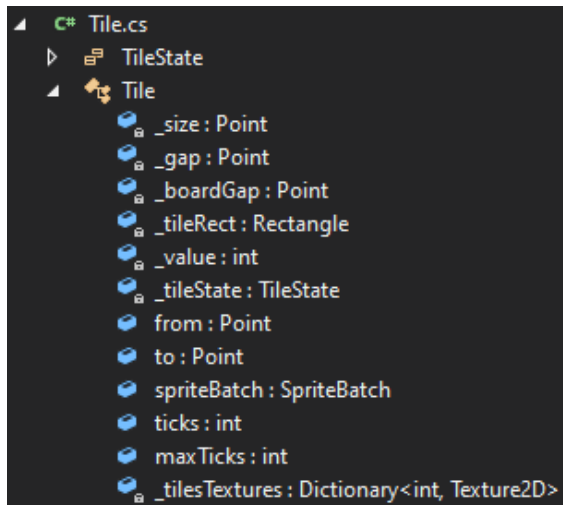 C# Tile.cs
TileState
Tile
_size : Point
_gap : Point
_boardGap : Point
_tileRect : Rectangle
_value : int
_tileState : TileState
from : Point
to : Point
spriteBatch : SpriteBatch
ticks : int
maxTicks : int
_tilesTextures : Dictionary<int, Texture2D>